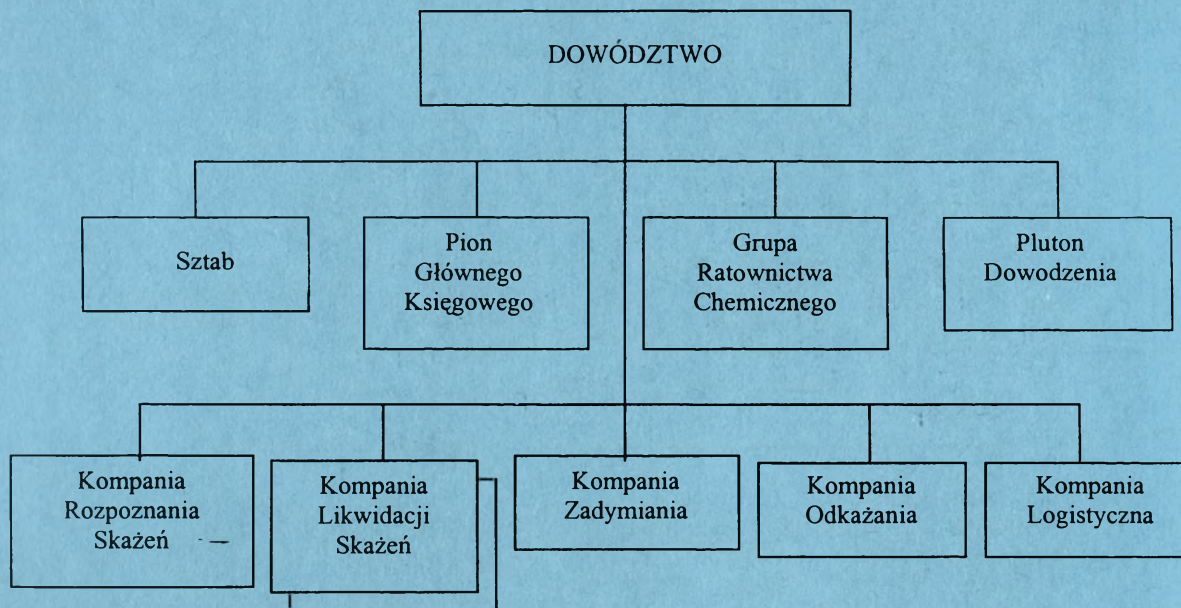 DOWÓDZTWO
Sztab
Pion
Głównego
Księgowego
Grupa
Ratownictwa
Chemicznego
Pluton
Dowodzenia
Kompania
Rozpoznania
Skażeń
Kompania
Likwidacji
Skażeń
Kompania
Zadymiania
Kompania
Odkażania
Kompania
Logistyczna